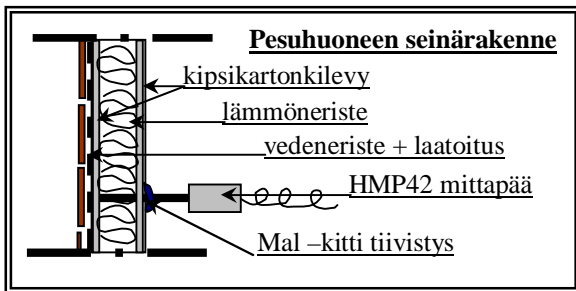 Pesuhuoneen seinärakenne
kipsikartonkilevy
lämmöneriste
vedeneriste + laatoitus
HMP42 mittapää
Mal –kitti tiivistys